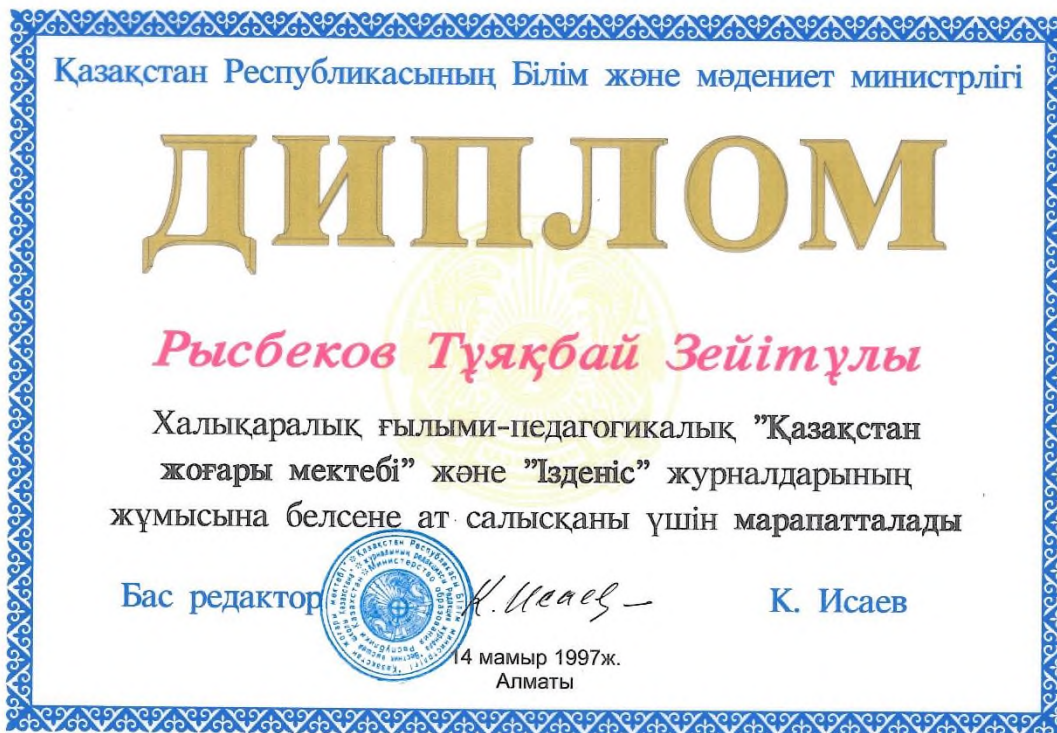 Қазақстан Республикасының Білім және мәдениет министрлігі
ДИПЛОМ
Рысбеков Тұяқбай Зейітұлы
Халықаралық ғылыми-педагогикалық "Қазақстан
жоғары мектебі" және "Ізденіс" журналдарының
жұмысына белсене ат салысқаны үшін марапатталады
Бас редактор
К. Исаев
К. Исаев
14 мамыр 1997ж.
Алматы